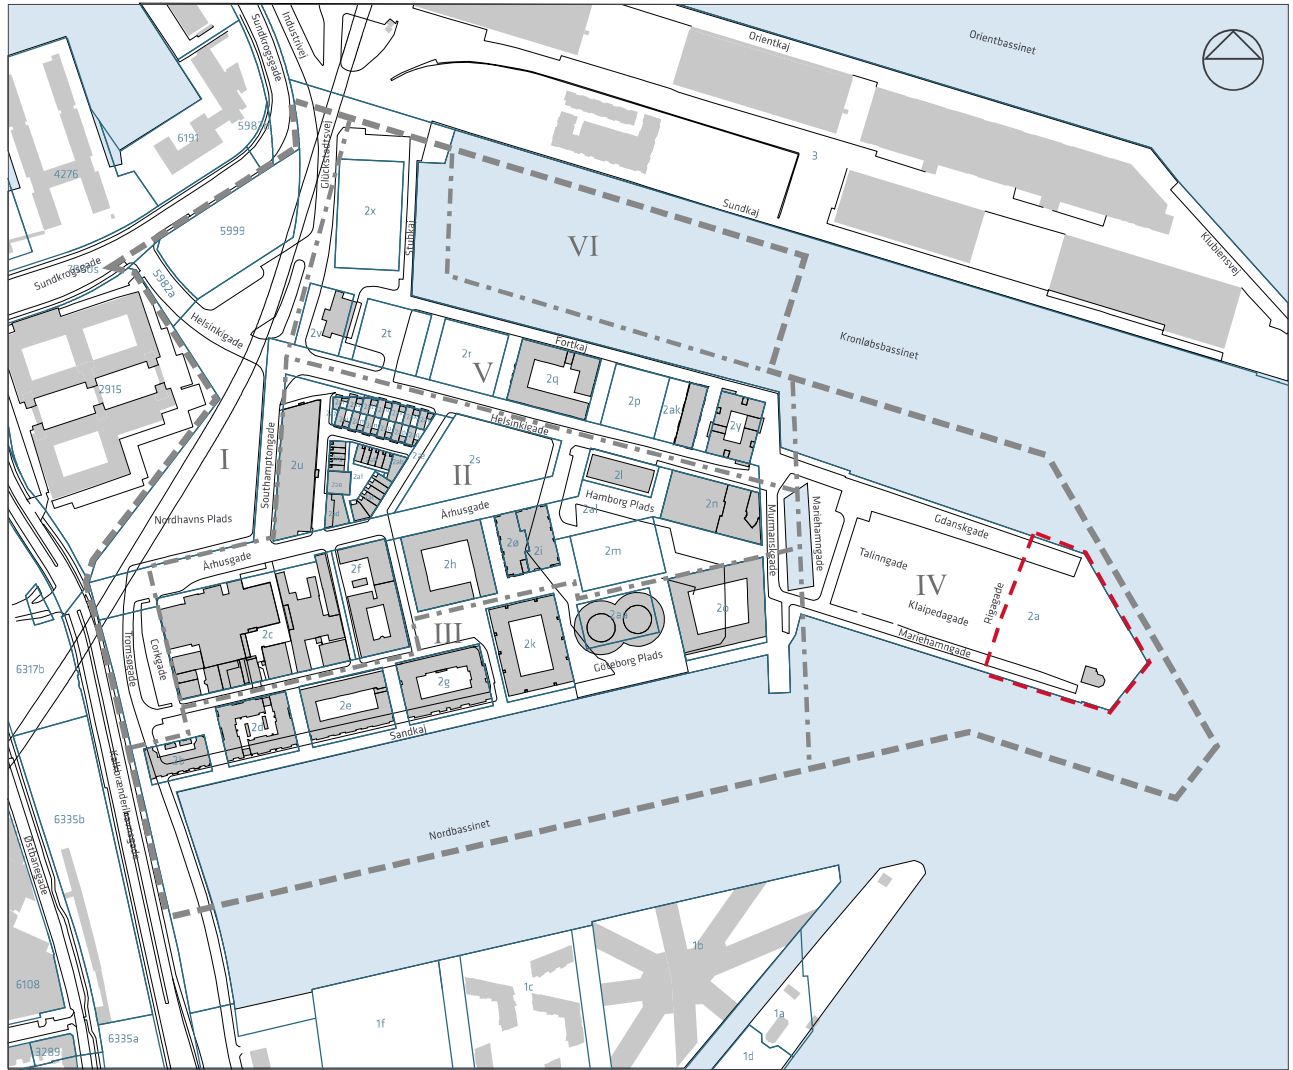 Sundkrogsgade
Industrivej
Orientkaj
Orientbassinet
6191
4276
3
Glückstadtsvej
2x
5999
Stubkaj
Sundkaj
VI
Klubiensvej
Sundkrogsgade
5982a
Helsinkigade
2v
2t
2r
Fortkaj
V
2q
2p
2ak
2y
Kronløbsbassinet
2915
I
Southamptongade
2u
Helsinkigade
II
2s
2l
Hamborg Plads
2al
2n
Nordhavns Plads
Århusgade
Murmanskgade
Mariehamngade
Gdanskgade
Århusgade
2f
2h
2ø
2i
2m
Talinngade
IV
Klaipedagade
Rigagade
2a
Mariehamngade
2o
2aa
2c
III
2k
Göteborg Plads
Tromsøgade
Corkgade
6317b
2g
2e
2d
2b
Sandkaj
Nordbassinet
6335b
Østbanegade
6108
1b
1c
1f
1a
1d
6335a
3289